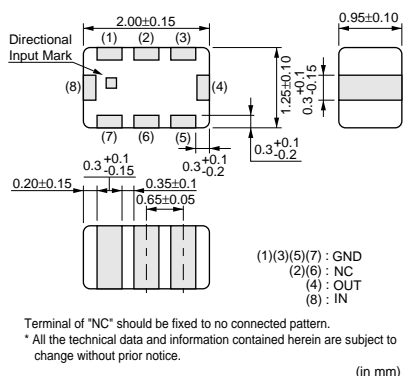 2.00±0.15
0.95±0.10
Directional
Input Mark
(1) (2) (3)
(8)
(4)
(7) (6) (5)
1.25±0.10
0.3 +0.1 -0.15
0.3 +0.1 -0.2
0.3 +0.1 -0.15
0.3 +0.1 -0.2
0.20±0.15
0.35±0.1
0.65±0.05
(1)(3)(5)(7) : GND
(2)(6) : NC
(4) : OUT
(8) : IN
Terminal of "NC" should be fixed to no connected pattern.
* All the technical data and information contained herein are subject to
change without prior notice.
(in mm)